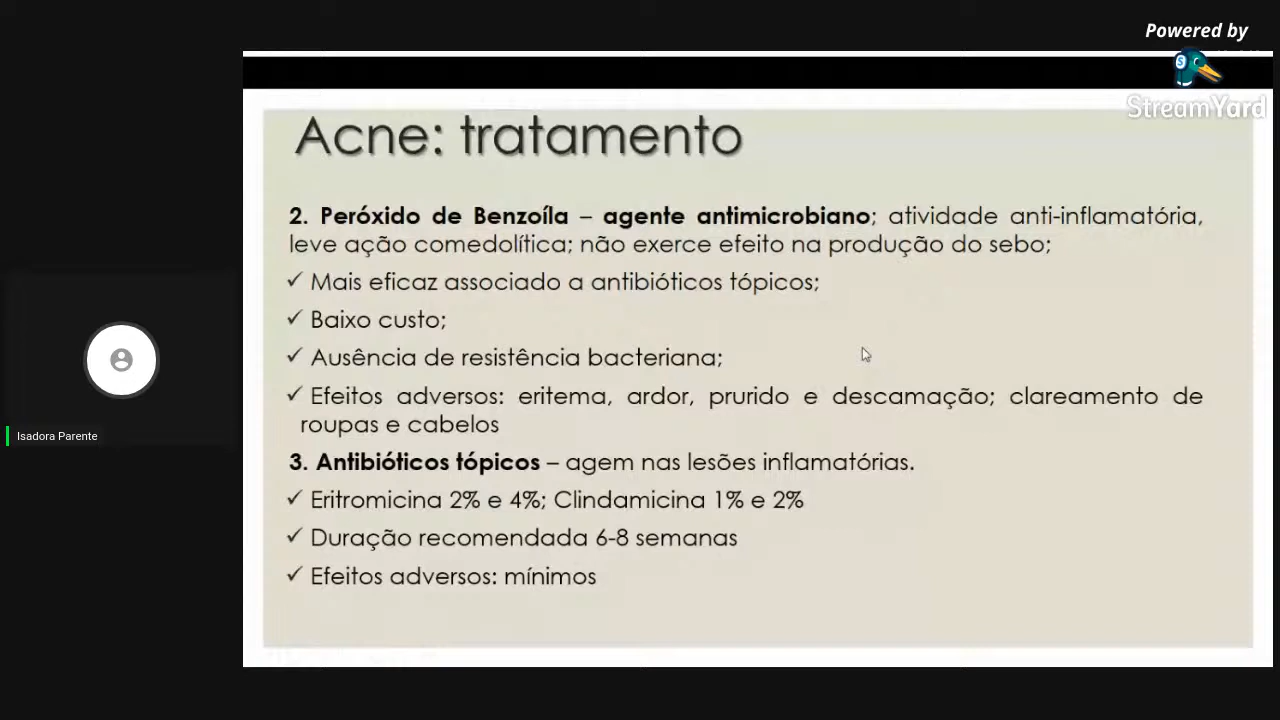 Powered by
StreamYard
Acne: tratamento
2. Peróxido de Benzoíla – agente antimicrobiano; atividade anti-inflamatória,
leve ação comedolítica; não exerce efeito na produção do sebo;
✓ Mais eficaz associado a antibióticos tópicos;
✓ Baixo custo;
✓ Ausência de resistência bacteriana;
✓ Efeitos adversos: eritema, ardor, prurido e descamação; clareamento de
roupas e cabelos
3. Antibióticos tópicos – agem nas lesões inflamatórias.
✓ Eritromicina 2% e 4%; Clindamicina 1% e 2%
✓ Duração recomendada 6-8 semanas
✓ Efeitos adversos: mínimos
Isadora Parente